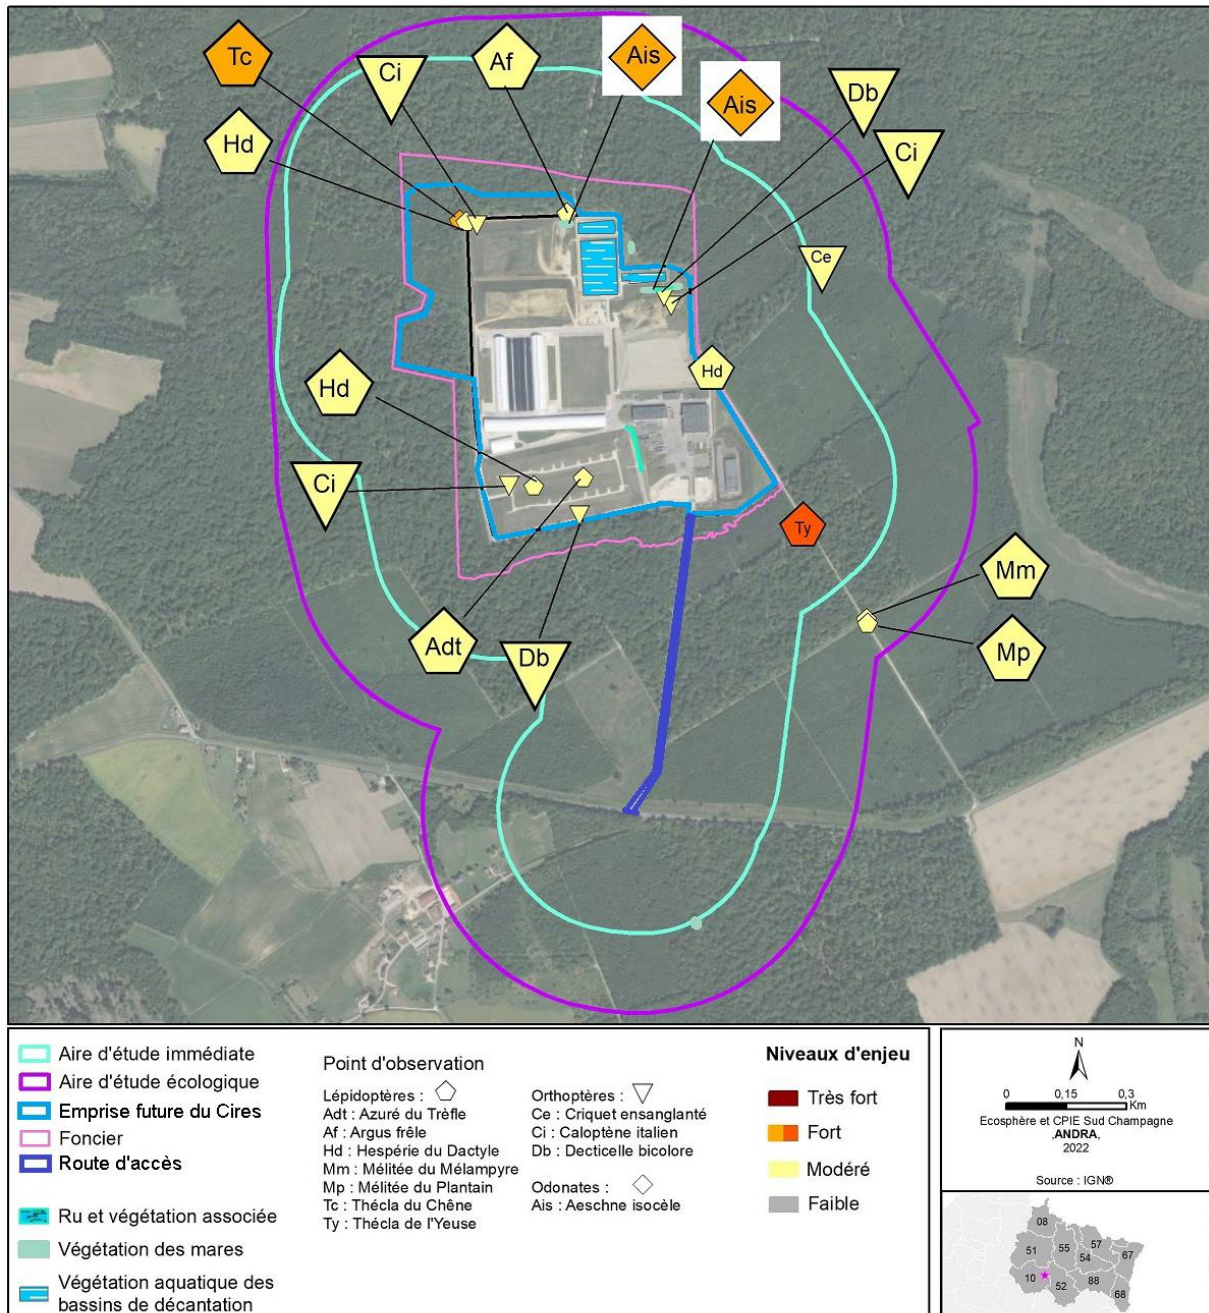 Tc
Ci
Af
Ais
Ais
Db
Ci
Hd
Ce
Hd
Hd
Ci
Ty
Mm
Mp
Adt
Db
Aire d'étude immédiate
Aire d'étude écologique
Emprise future du Cires
Foncier
Route d'accès
Ru et végétation associée
Végétation des mares
Végétation aquatique des
bassins de décantation
Point d'observation
Lépidoptères :
Adt : Azuré du Trèfle
Af : Argus frêle
Hd : Hespérie du Dactyle
Mm : Mélitée du Mélampyre
Mp : Mélitée du Plantain
Tc : Thécla du Chêne
Ty : Thécla de l'Yeuse
Orthoptères :
Ce : Criquet ensanglanté
Ci : Caloptène italien
Db : Decticelle bicolore
Odonates :
Ais : Aeschne isocèle
Niveaux d'enjeu
Très fort
Fort
Modéré
Faible
N
0 0,15 0,3
Km
Ecosphère et CPIE Sud Champagne
,ANDRA,
2022
Source : IGN®
08
51
55
57
54
67
10
52
88
68